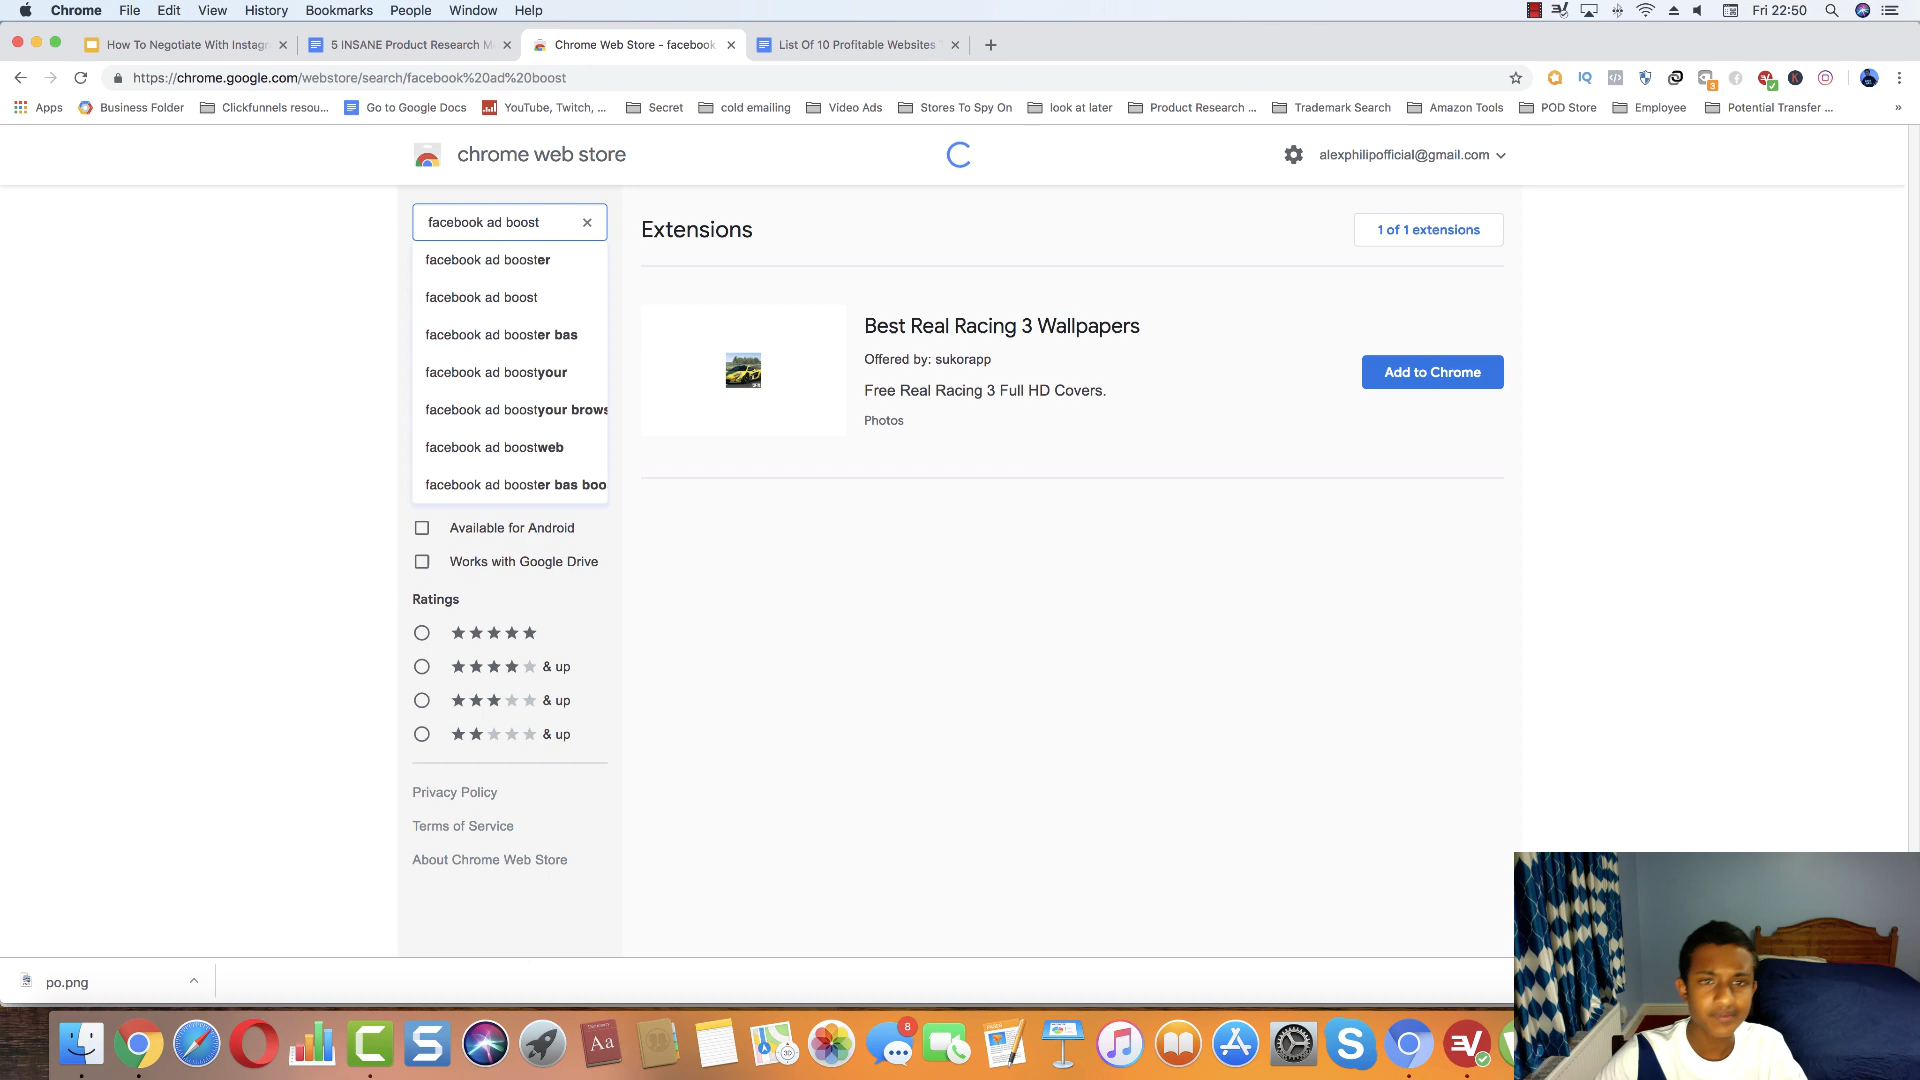 Chrome File Edit View History Bookmarks People Window Help Fri 22:50
How To Negotiate With Instagr 5 INSANE Product Research M Chrome Web Store - facebook List Of 10 Profitable Websites
https://chrome.google.com/webstore/search/facebook%20ad%20boost
Apps Business Folder Clickfunnels resou... Go to Google Docs YouTube, Twitch, ... Secret cold emailing Video Ads Stores To Spy On look at later Product Research ... Trademark Search Amazon Tools POD Store Employee Potential Transfer ... »
chrome web store alexphilipofficial@gmail.com
facebook ad boost
Extensions
1 of 1 extensions
facebook ad booster
facebook ad boost
facebook ad booster bas
facebook ad boostyour
facebook ad boostyour brows
facebook ad boostweb
facebook ad booster bas boo
Best Real Racing 3 Wallpapers
Offered by: sukorapp
Free Real Racing 3 Full HD Covers.
Photos
Add to Chrome
Available for Android
Works with Google Drive
Ratings
& up
& up
& up
Privacy Policy
Terms of Service
About Chrome Web Store
po.png
8